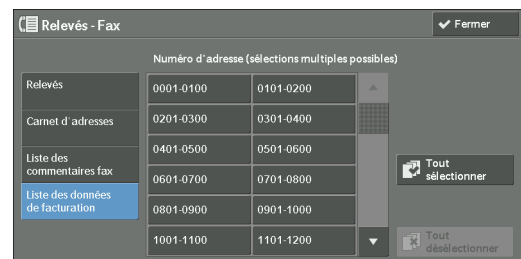 Relevés - Fax
Fermer
Numéro d'adresse (sélections multiples possibles)
Relevés
Carnet d'adresses
Liste des
commentaires fax
Liste des données
de facturation
0001-0100 0101-0200
0201-0300 0301-0400
0401-0500 0501-0600
0601-0700 0701-0800
0801-0900 0901-1000
1001-1100 1101-1200
Tout
sélectionner
Tout
désélectionner